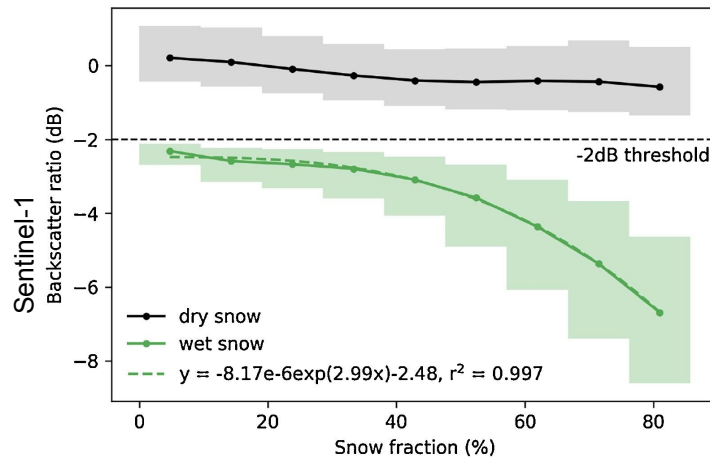 0
-2dB threshold
−2
−4
−6
−8
Sentinel-1
Backscatter ratio (dB)
dry snow
wet snow
y = -8.17e-6exp(2.99x)-2.48, r² = 0.997
0 20 40 60 80
Snow fraction (%)